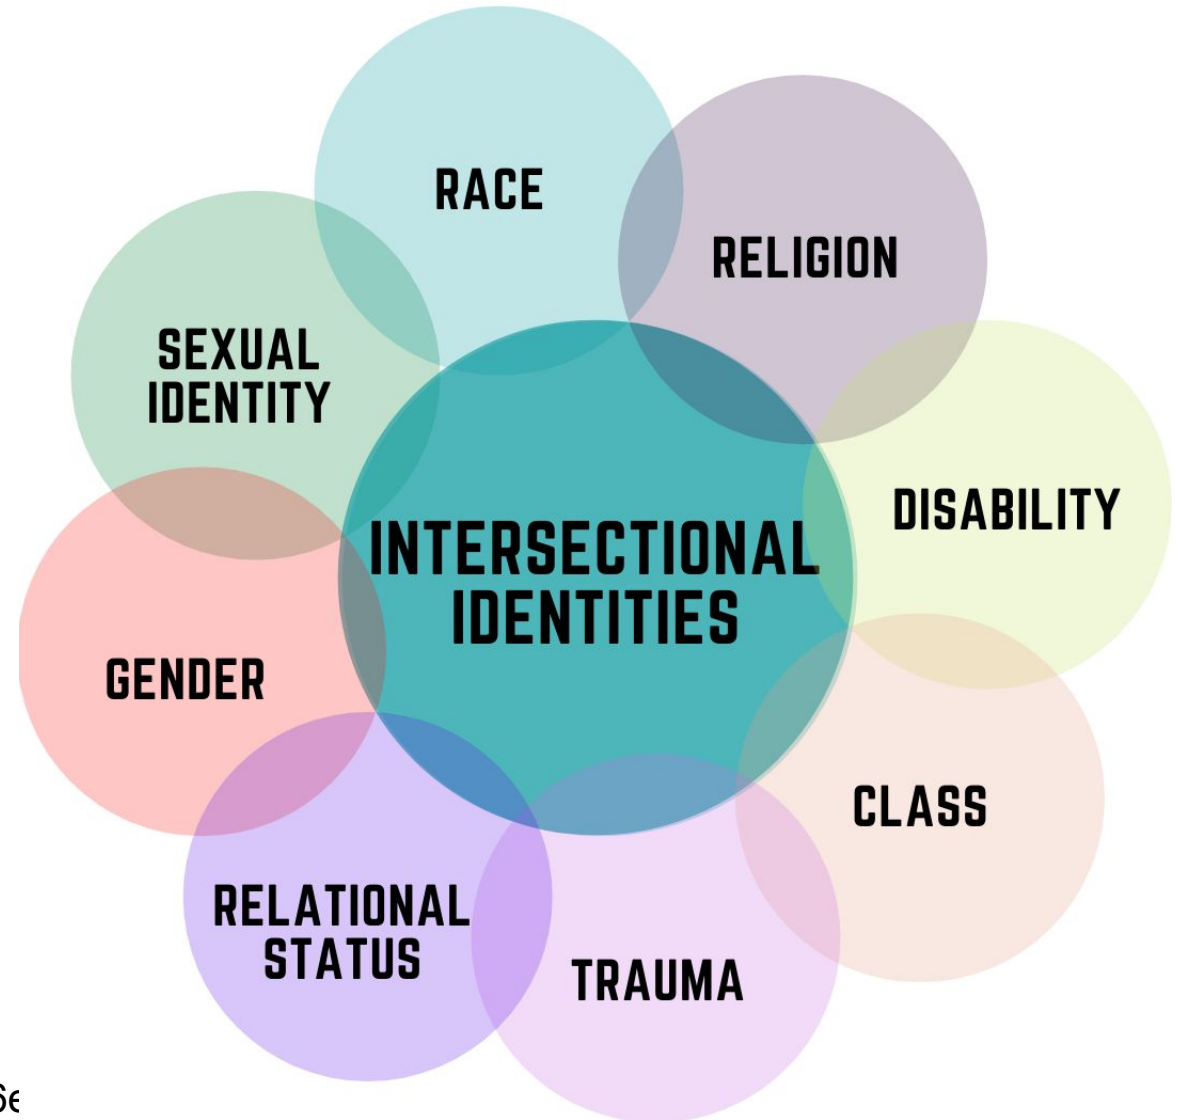 RACE
RELIGION
SEXUAL
IDENTITY
DISABILITY
INTERSECTIONAL
IDENTITIES
GENDER
CLASS
RELATIONAL
STATUS
TRAUMA